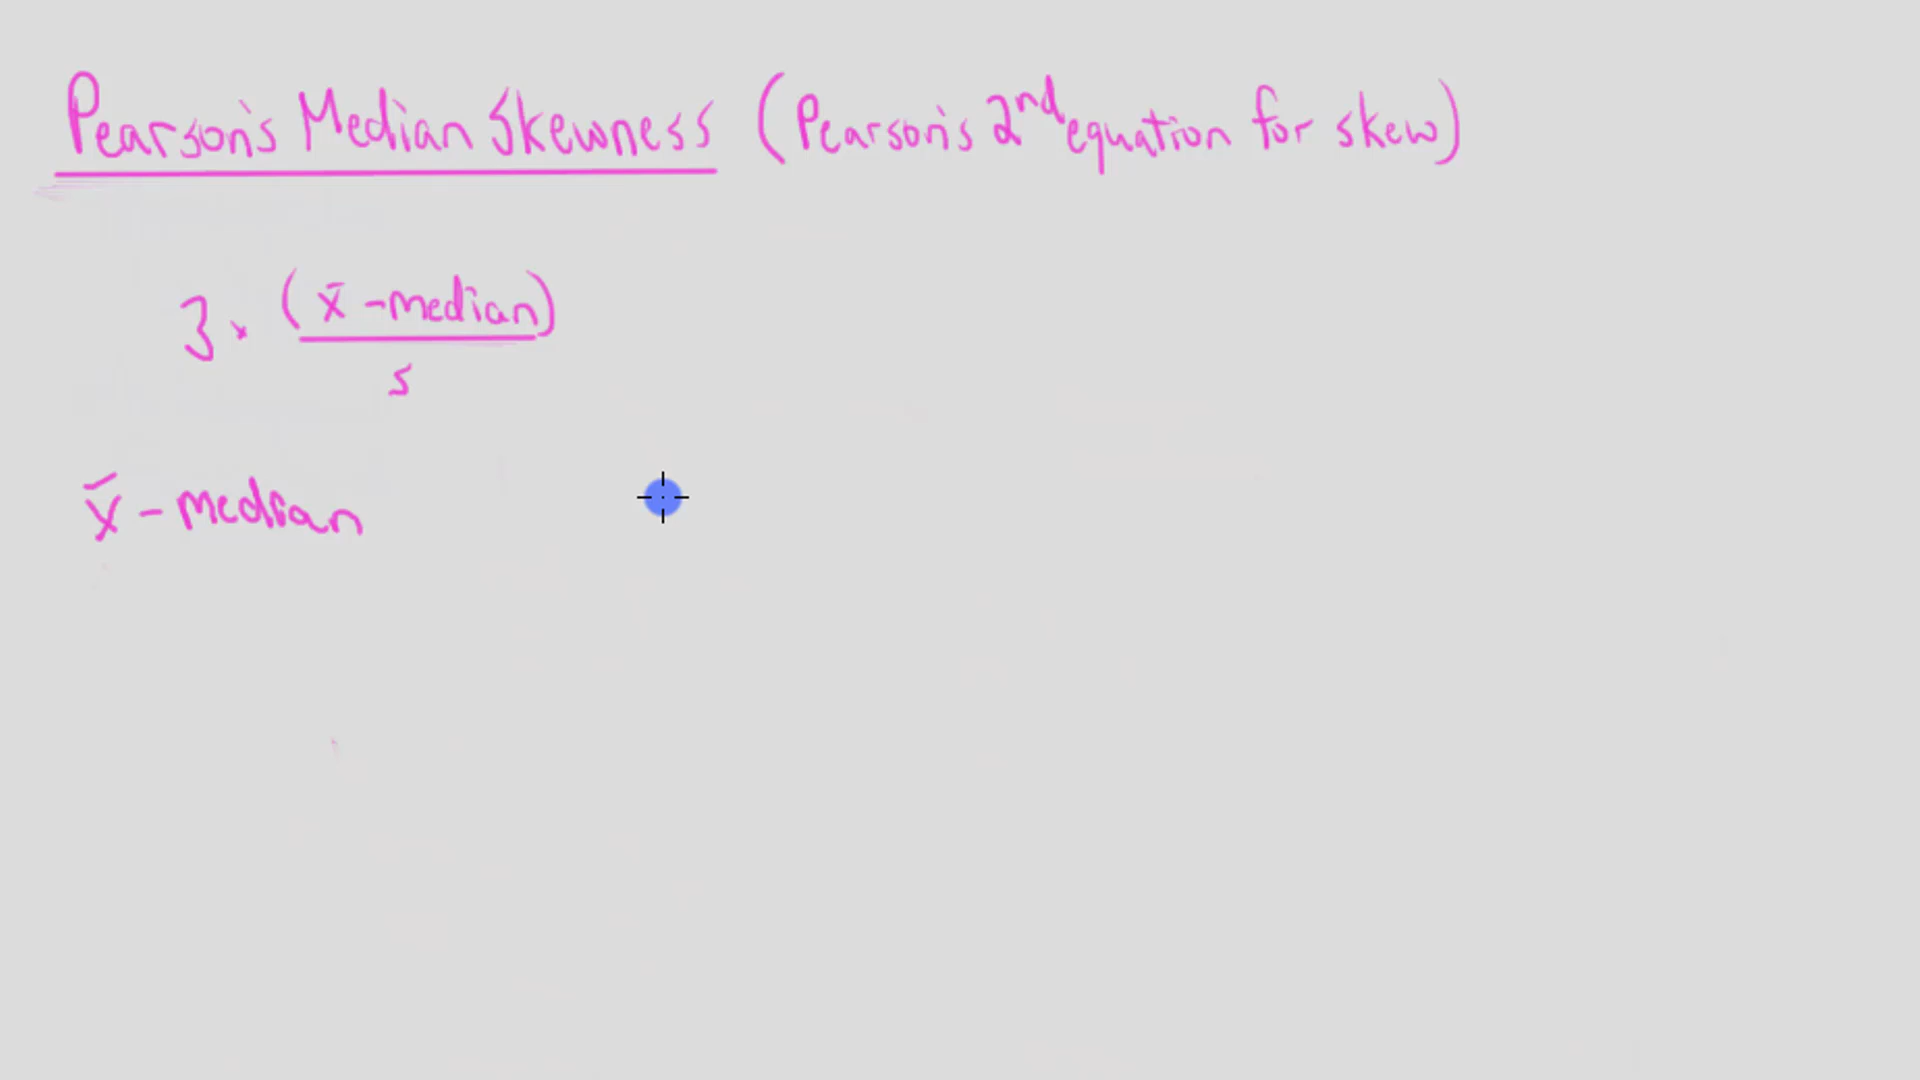 Pearson's Median Skewness (Pearson's 2nd equation for skew)
3 × (x̄ - median)
s
x̄ - median